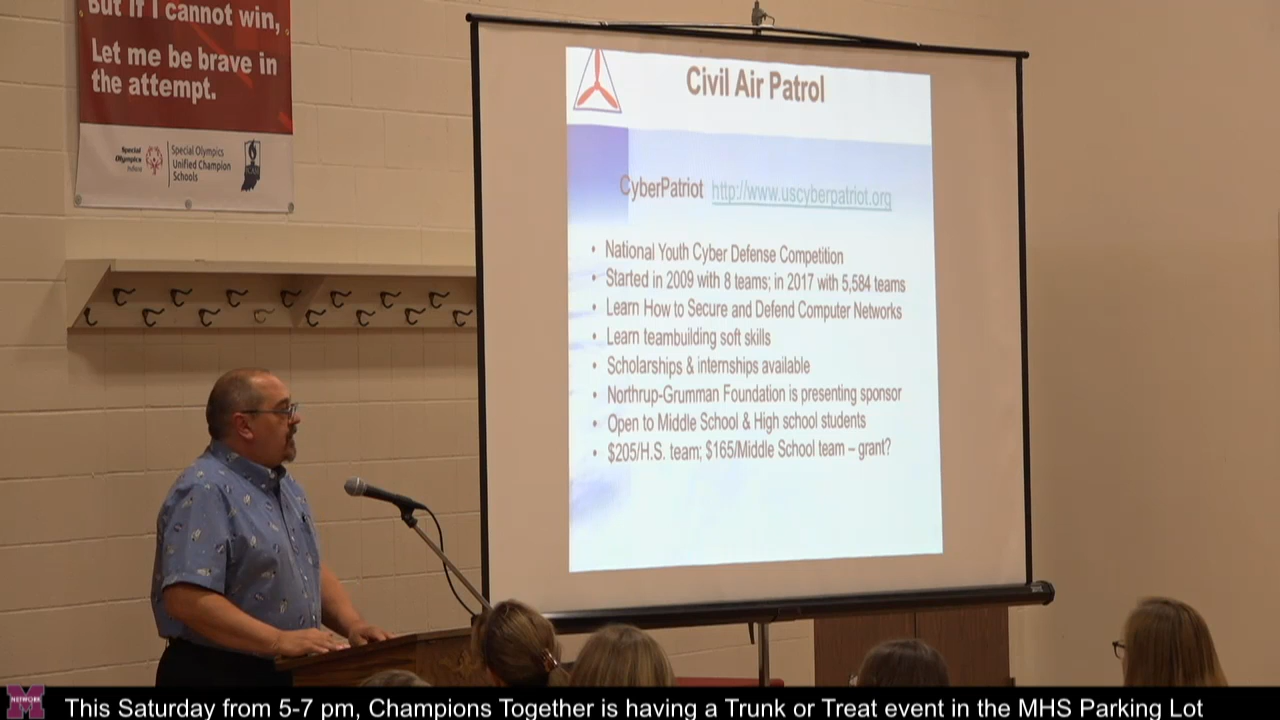 But if I cannot win,
Let me be brave in
the attempt.
Special
Olympics
Indiana
Special Olympics
Unified Champion
Schools
Civil Air Patrol
CyberPatriot http://www.uscyberpatriot.org
• National Youth Cyber Defense Competition
• Started in 2009 with 8 teams; in 2017 with 5,584 teams
• Learn How to Secure and Defend Computer Networks
• Learn teambuilding soft skills
• Scholarships & internships available
• Northrup-Grumman Foundation is presenting sponsor
• Open to Middle School & High school students
• $205/H.S. team; $165/Middle School team – grant?
M
NETWORK
This Saturday from 5-7 pm, Champions Together is having a Trunk or Treat event in the MHS Parking Lot